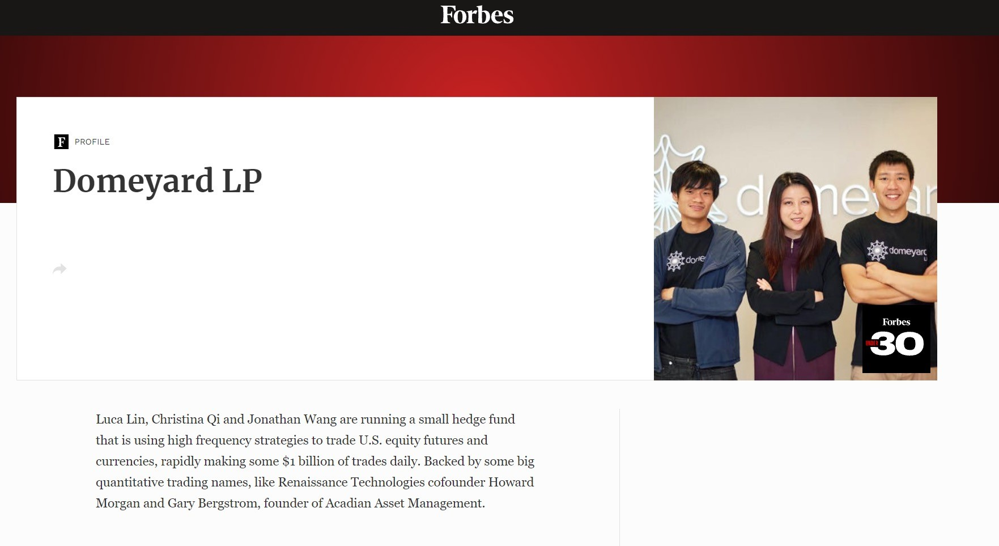 Forbes
F PROFILE
Domeyard LP
domeyar
domeyard
Forbes
UNDER 30
Luca Lin, Christina Qi and Jonathan Wang are running a small hedge fund
that is using high frequency strategies to trade U.S. equity futures and
currencies, rapidly making some $1 billion of trades daily. Backed by some big
quantitative trading names, like Renaissance Technologies cofounder Howard
Morgan and Gary Bergstrom, founder of Acadian Asset Management.